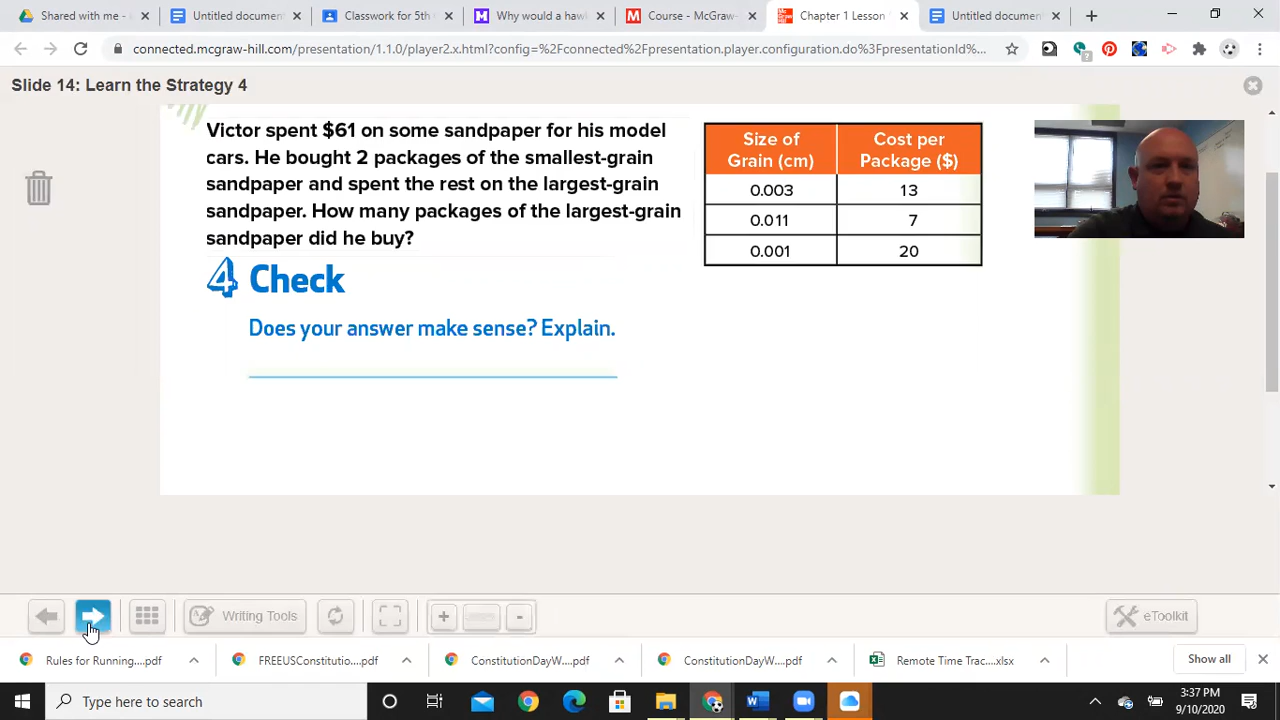 Shared with me -
Untitled documen
Classwork for 5th
Why would a haw
Course - McGraw-
Chapter 1 Lesson
Untitled documen
connected.mcgraw-hill.com/presentation/1.1.0/player2.x.html?config=%2Fconnected%2Fpresentation.player.configuration.do%3FpresentationId%...
Slide 14: Learn the Strategy 4
Victor spent $61 on some sandpaper for his model
cars. He bought 2 packages of the smallest-grain
sandpaper and spent the rest on the largest-grain
sandpaper. How many packages of the largest-grain
sandpaper did he buy?
Size of Grain (cm) Cost per Package ($)
0.003 13
0.011 7
0.001 20
4 Check
Does your answer make sense? Explain.
Writing Tools
+
-
eToolkit
Rules for Running....pdf
FREEUSConstitutio....pdf
ConstitutionDayW....pdf
ConstitutionDayW....pdf
Remote Time Trac....xlsx
Show all
Type here to search
3:37 PM
9/10/2020